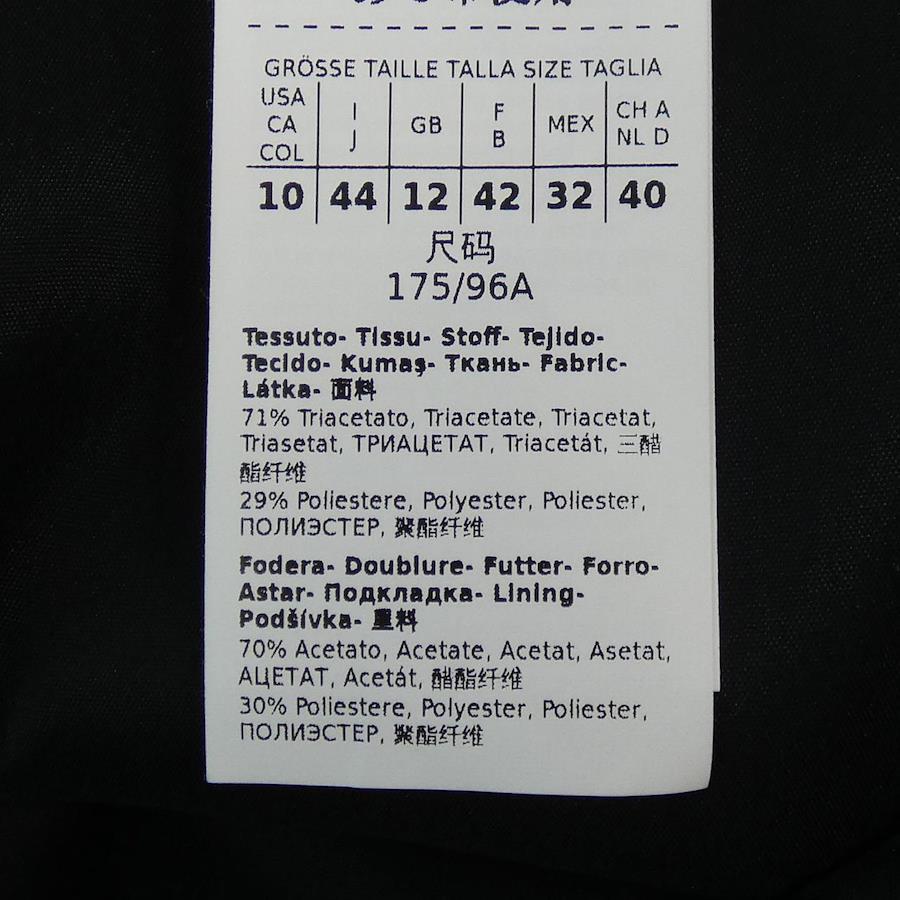 GRÖSSE TAILLE TALLA SIZE TAGLIA
USA CA COL I J GB F B MEX CH A NL D
10 44 12 42 32 40
尺码
175/96A
Tessuto- Tissu- Stoff- Tejido-
Tecido- Kumaş- Ткань- Fabric-
Látka- 面料
71% Triacetato, Triacetate, Triacetat,
Triasetat, ТРИАЦЕТАТ, Triacetát, 三醋
酯纤维
29% Poliestere, Polyester, Poliester,
ПОЛИЭСТЕР, 聚酯纤维
Fodera- Doublure- Futter- Forro-
Astar- Подкладка- Lining-
Podšívka- 里料
70% Acetato, Acetate, Acetat, Asetat,
АЦЕТАТ, Acetát, 醋酯纤维
30% Poliestere, Polyester, Poliester,
ПОЛИЭСТЕР, 聚酯纤维